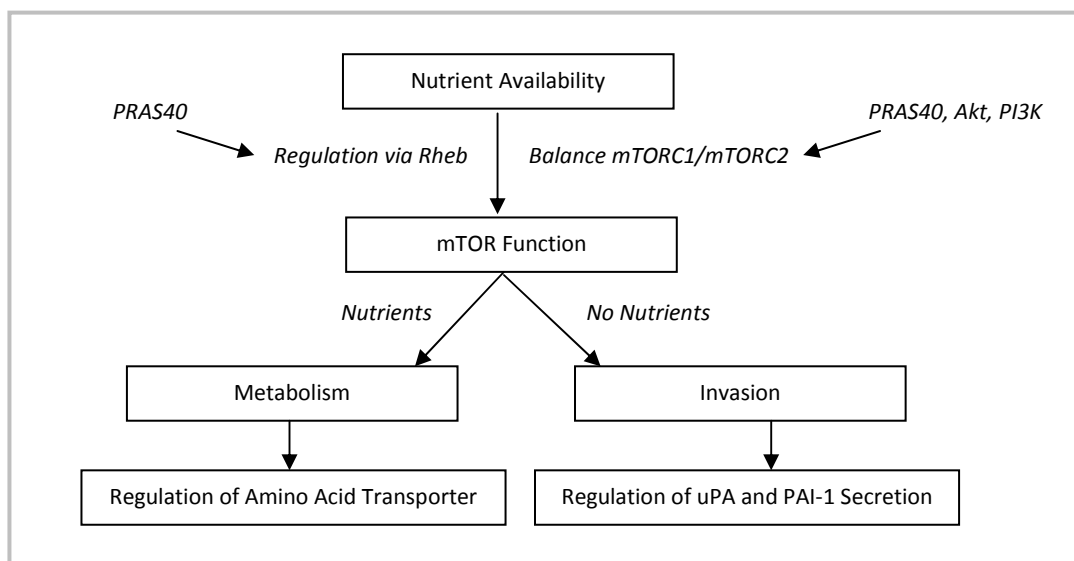 Nutrient Availability
PRAS40
PRAS40, Akt, PI3K
Regulation via Rheb
Balance mTORC1/mTORC2
mTOR Function
Nutrients
No Nutrients
Metabolism
Invasion
Regulation of Amino Acid Transporter
Regulation of uPA and PAI-1 Secretion